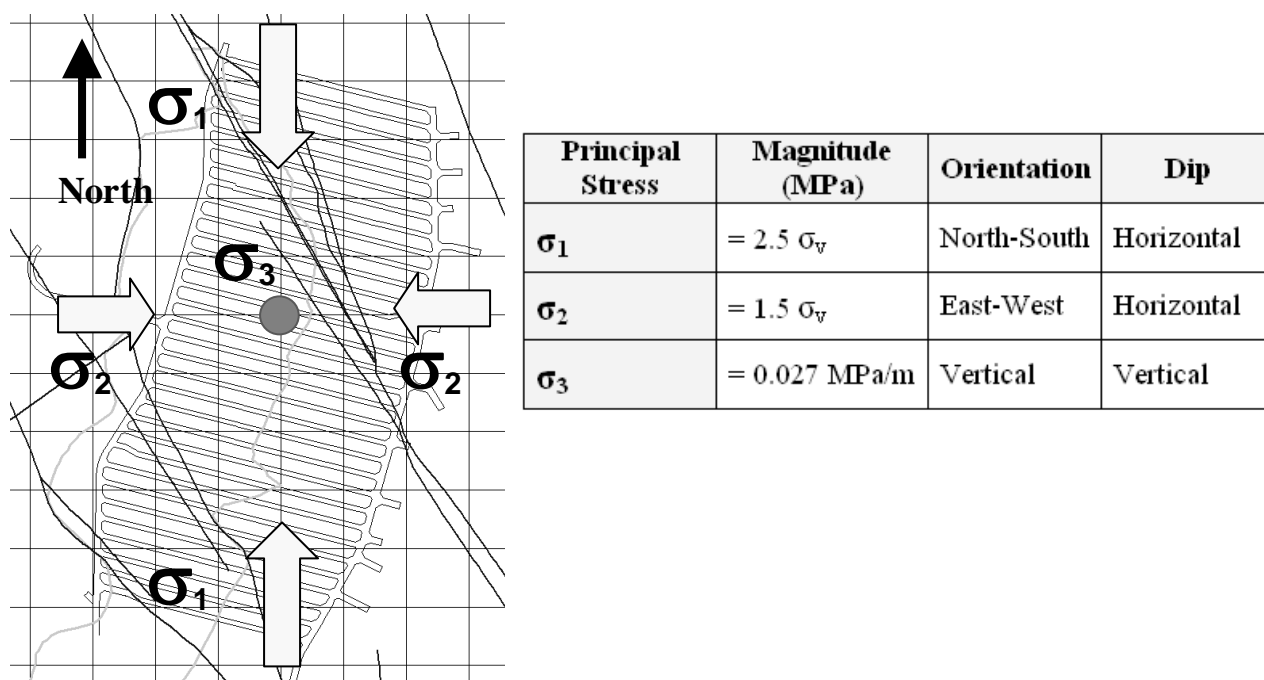 σ1
North
σ3
σ2 σ2
σ1
Principal Stress Magnitude (MPa) Orientation Dip
σ1 = 2.5 σv North-South Horizontal
σ2 = 1.5 σv East-West Horizontal
σ3 = 0.027 MPa/m Vertical Vertical